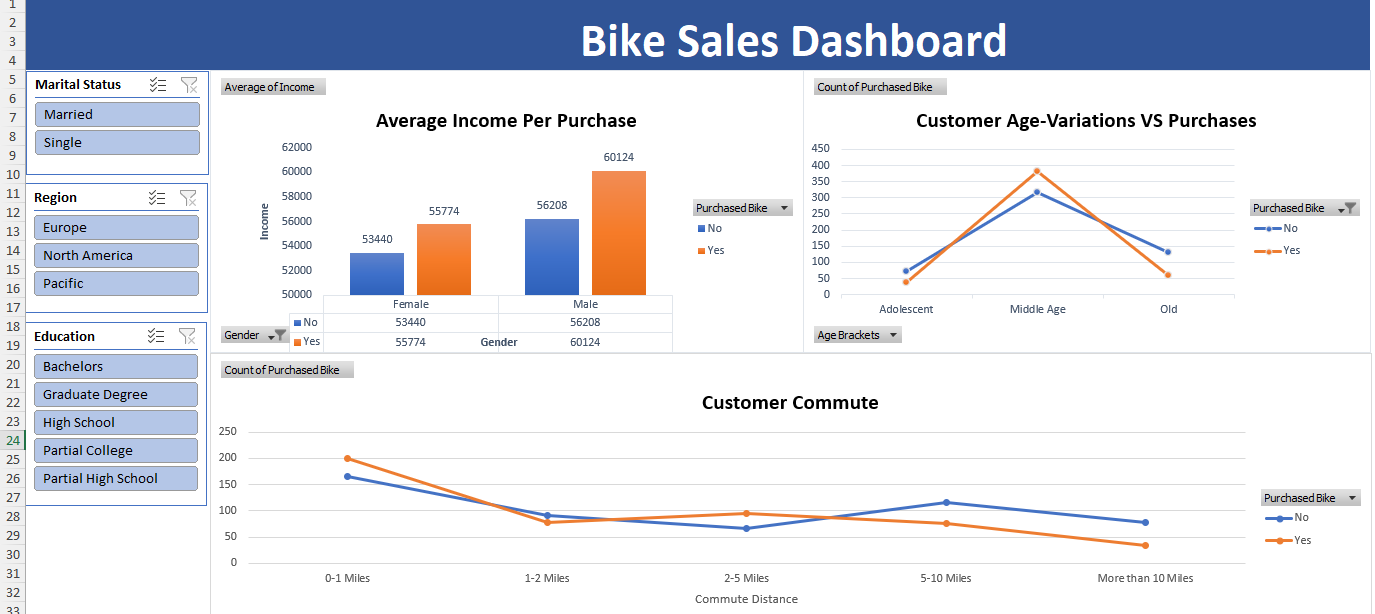 Bike Sales Dashboard
1
2
3
4
5
6
7
8
9
10
11
12
13
14
15
16
17
18
19
20
21
22
23
24
25
26
27
28
29
30
31
32
33
Marital Status
Married
Single
Region
Europe
North America
Pacific
Education
Bachelors
Graduate Degree
High School
Partial College
Partial High School
Average of Income
Average Income Per Purchase
Income
62000
60000
58000
56000
54000
52000
50000
53440
55774
56208
60124
Female Male
No 53440 56208
Yes 55774 60124
Gender
Gender
Purchased Bike
No
Yes
Count of Purchased Bike
Customer Age-Variations VS Purchases
450
400
350
300
250
200
150
100
50
0
Adolescent Middle Age Old
Age Brackets
Purchased Bike
No
Yes
Count of Purchased Bike
Customer Commute
250
200
150
100
50
0
0-1 Miles 1-2 Miles 2-5 Miles 5-10 Miles More than 10 Miles
Commute Distance
Purchased Bike
No
Yes